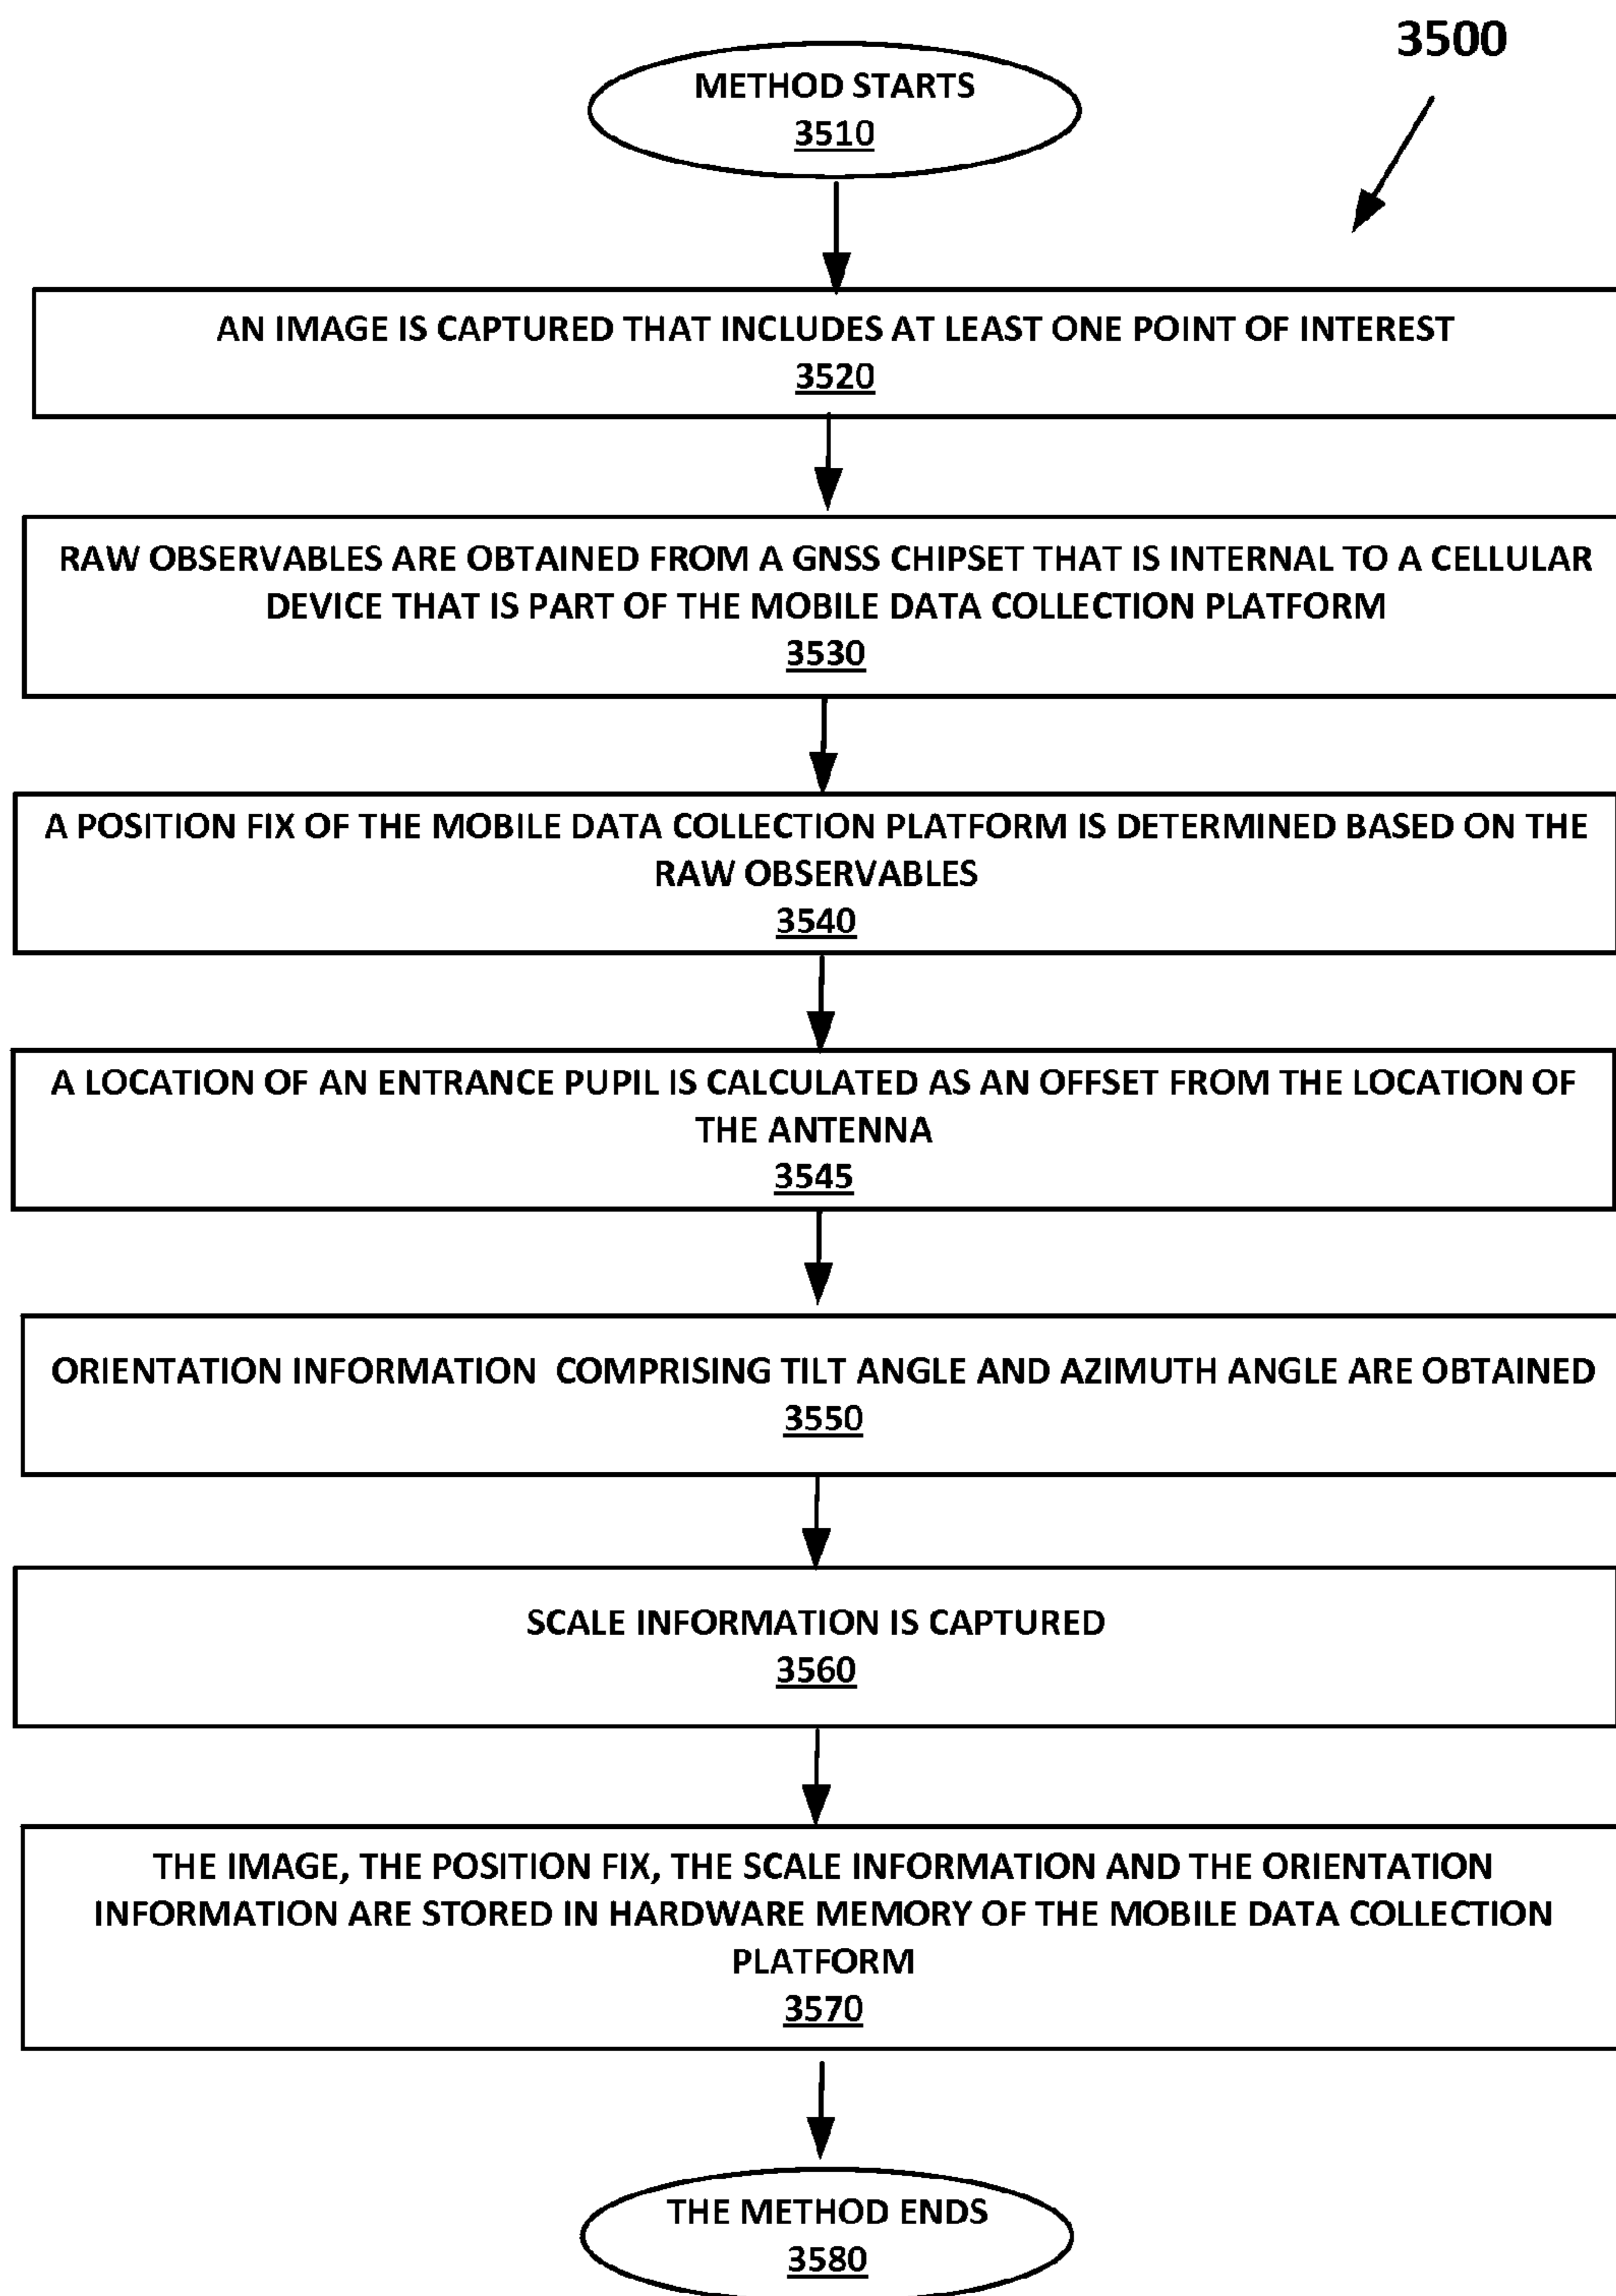 3500
METHOD STARTS
3510
AN IMAGE IS CAPTURED THAT INCLUDES AT LEAST ONE POINT OF INTEREST
3520
RAW OBSERVABLES ARE OBTAINED FROM A GNSS CHIPSET THAT IS INTERNAL TO A CELLULAR
DEVICE THAT IS PART OF THE MOBILE DATA COLLECTION PLATFORM
3530
A POSITION FIX OF THE MOBILE DATA COLLECTION PLATFORM IS DETERMINED BASED ON THE
RAW OBSERVABLES
3540
A LOCATION OF AN ENTRANCE PUPIL IS CALCULATED AS AN OFFSET FROM THE LOCATION OF
THE ANTENNA
3545
ORIENTATION INFORMATION COMPRISING TILT ANGLE AND AZIMUTH ANGLE ARE OBTAINED
3550
SCALE INFORMATION IS CAPTURED
3560
THE IMAGE, THE POSITION FIX, THE SCALE INFORMATION AND THE ORIENTATION
INFORMATION ARE STORED IN HARDWARE MEMORY OF THE MOBILE DATA COLLECTION
PLATFORM
3570
THE METHOD ENDS
3580